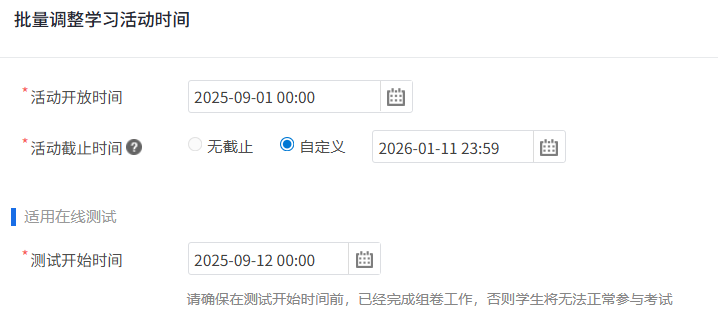 批量调整学习活动时间
*活动开放时间 2025-09-01 00:00
*活动截止时间 ? 无截止 自定义 2026-01-11 23:59
适用在线测试
*测试开始时间 2025-09-12 00:00
请确保在测试开始时间前，已经完成组卷工作，否则学生将无法正常参与考试